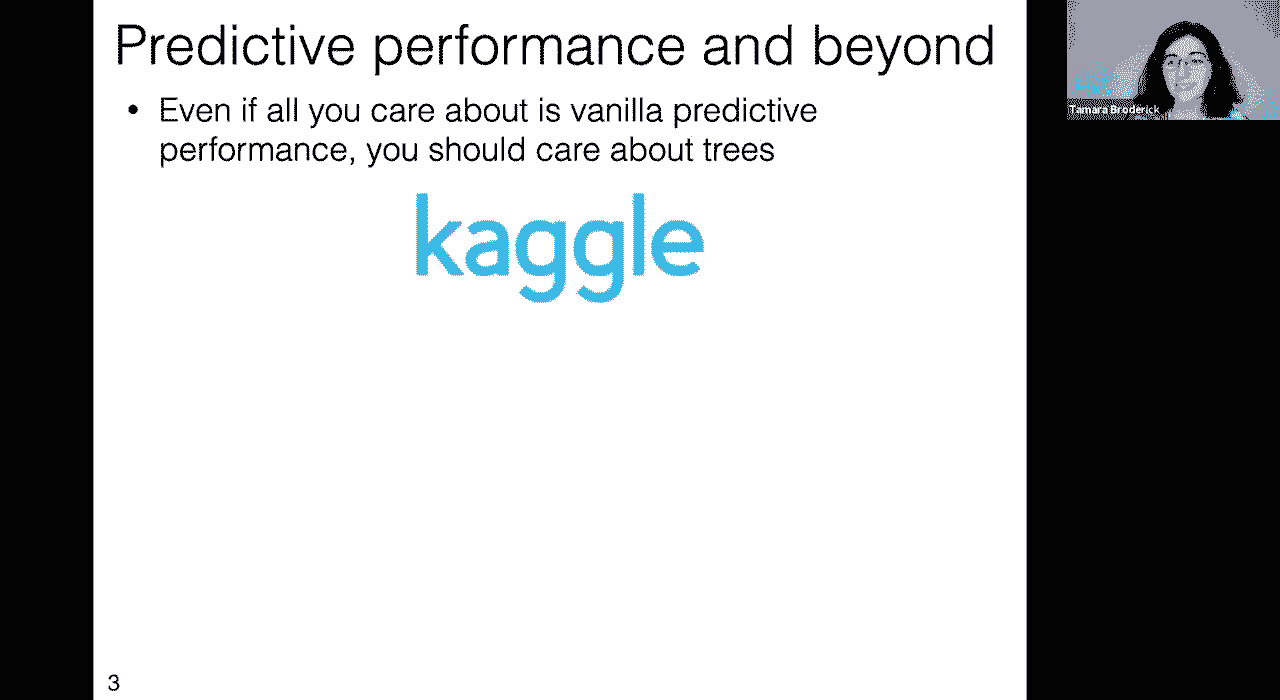 Predictive performance and beyond
• Even if all you care about is vanilla predictive
performance, you should care about trees
kaggle
3
Tamara Broderick